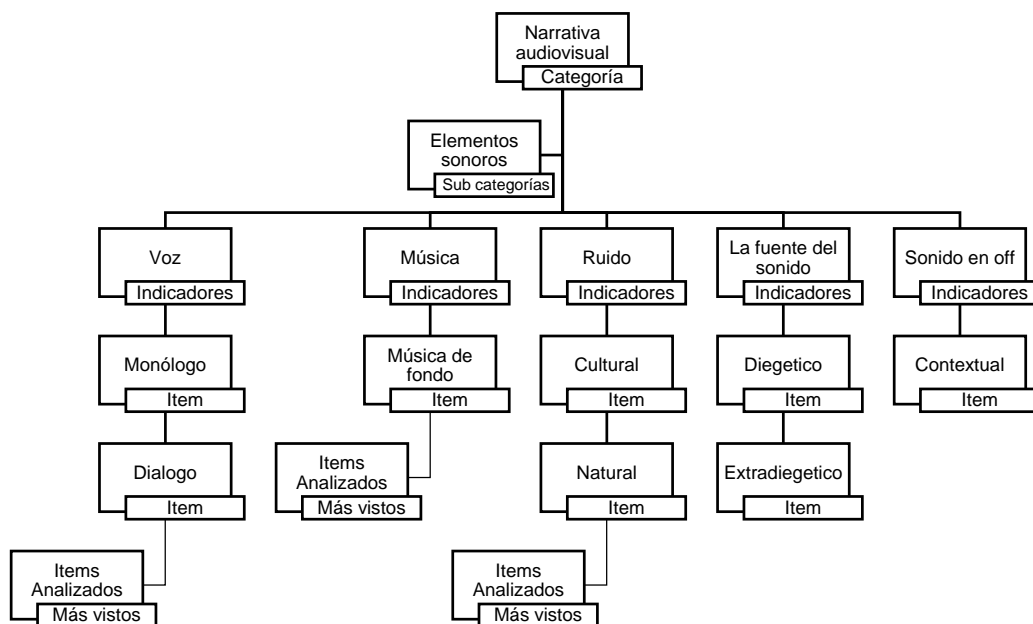 Narrativa
audiovisual
Categoría
Elementos
sonoros
Sub categorías
Voz
Indicadores
Música
Indicadores
Ruido
Indicadores
La fuente del
sonido
Indicadores
Sonido en off
Indicadores
Monólogo
Item
Música de
fondo
Item
Cultural
Item
Diegetico
Item
Contextual
Item
Dialogo
Item
Items
Analizados
Más vistos
Natural
Item
Extradiegetico
Item
Items
Analizados
Más vistos
Items
Analizados
Más vistos